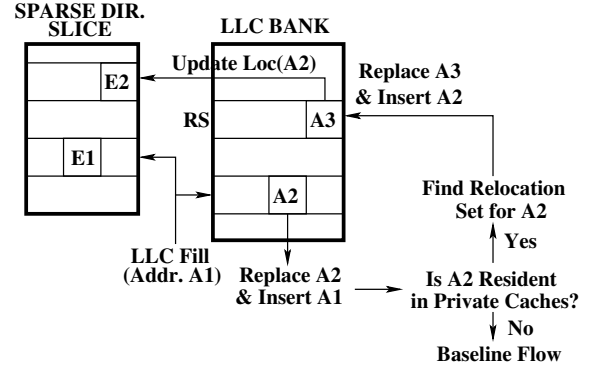 SPARSE DIR.
SLICE
LLC BANK
Update Loc(A2)
E2
Replace A3
& Insert A2
RS
A3
E1
A2
Find Relocation
Set for A2
LLC Fill
(Addr. A1)
Yes
Replace A2
& Insert A1
Is A2 Resident
in Private Caches?
No
Baseline Flow